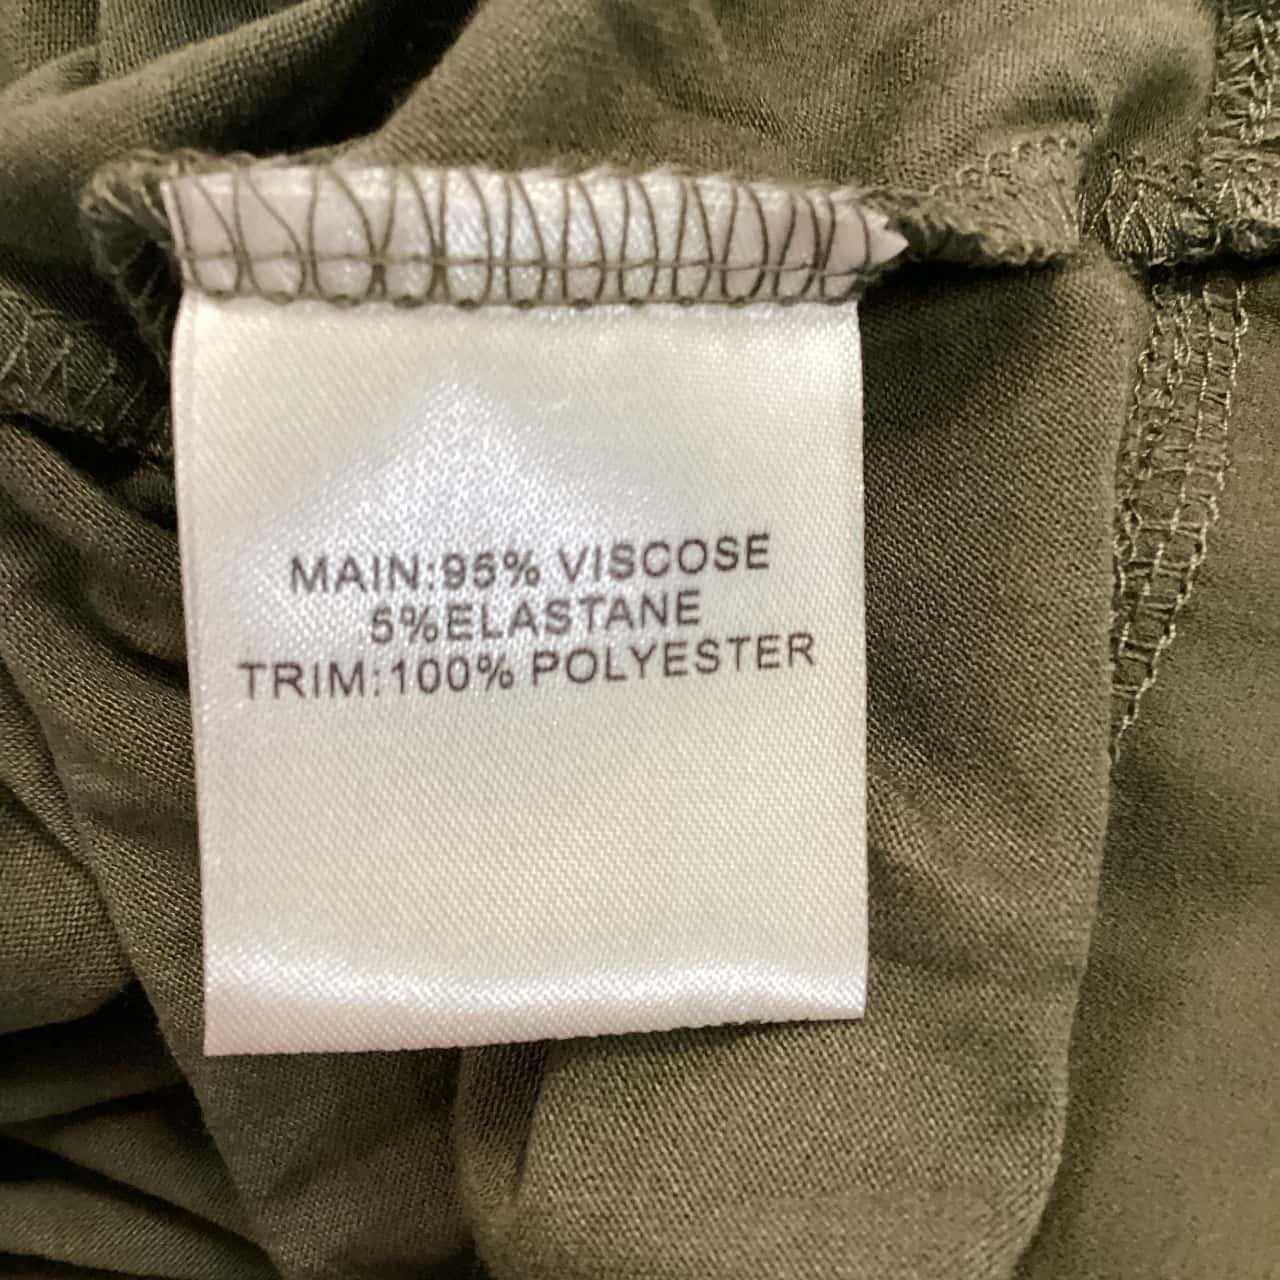 MAIN:95% VISCOSE
5%ELASTANE
TRIM:100% POLYESTER